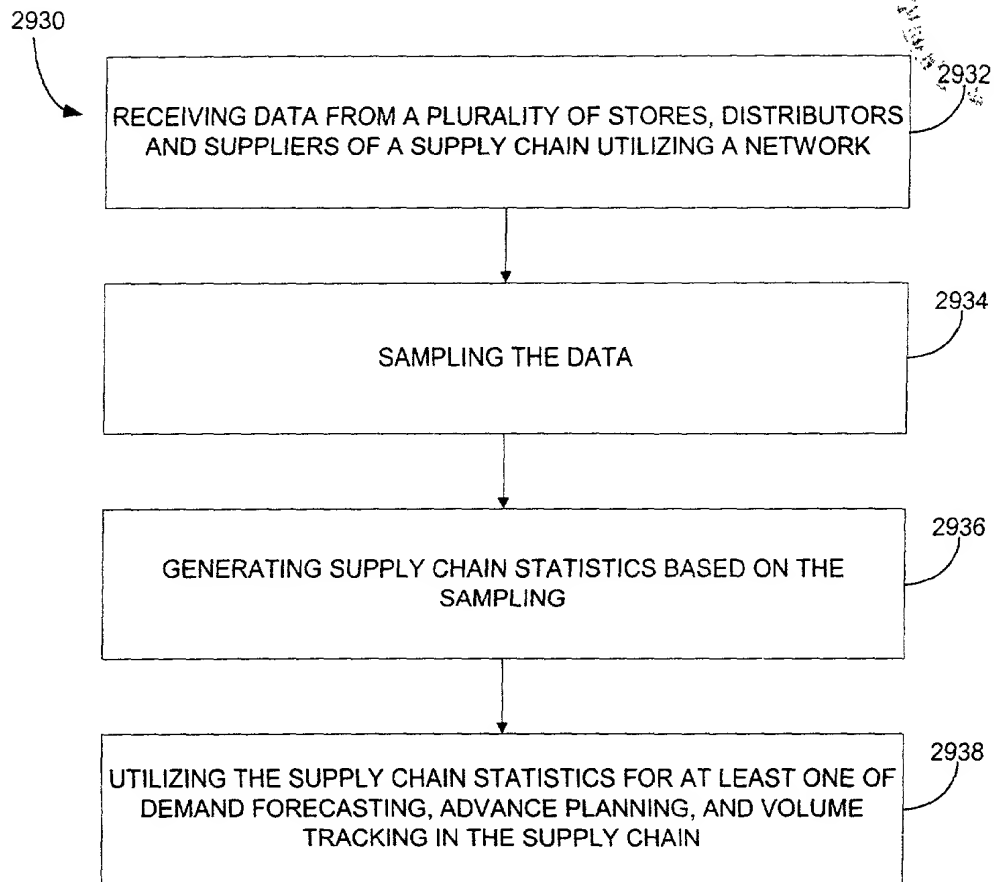 2930
2932
RECEIVING DATA FROM A PLURALITY OF STORES, DISTRIBUTORS
AND SUPPLIERS OF A SUPPLY CHAIN UTILIZING A NETWORK
2934
SAMPLING THE DATA
2936
GENERATING SUPPLY CHAIN STATISTICS BASED ON THE
SAMPLING
2938
UTILIZING THE SUPPLY CHAIN STATISTICS FOR AT LEAST ONE OF
DEMAND FORECASTING, ADVANCE PLANNING, AND VOLUME
TRACKING IN THE SUPPLY CHAIN